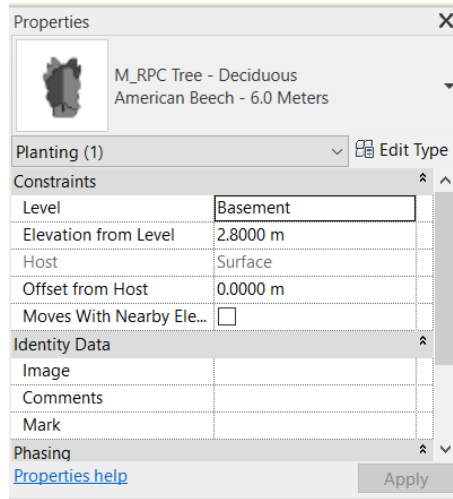 Properties
M_RPC Tree - Deciduous
American Beech - 6.0 Meters
Planting (1) Edit Type
Constraints
Level Basement
Elevation from Level 2.8000 m
Host Surface
Offset from Host 0.0000 m
Moves With Nearby Ele...
Identity Data
Image
Comments
Mark
Phasing
Properties help Apply